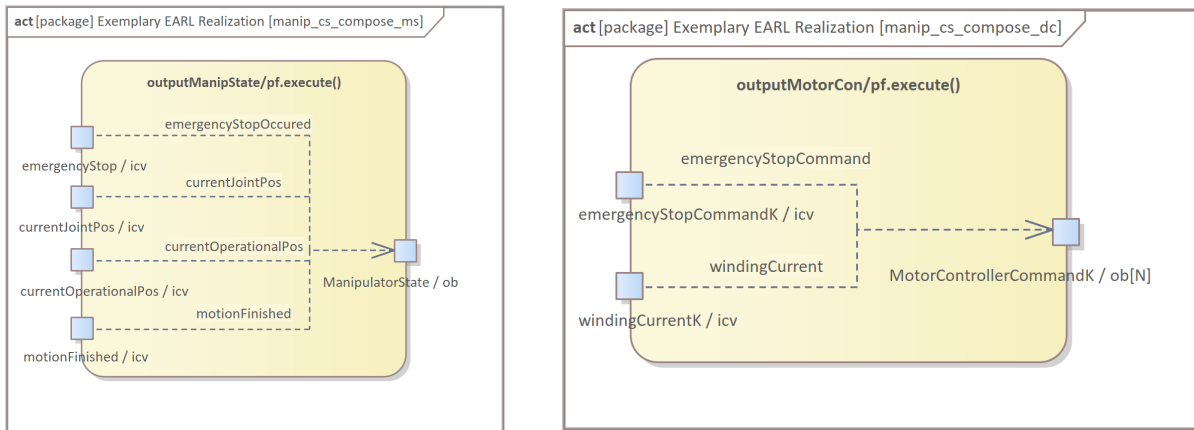 act [package] Exemplary EARL Realization [manip_cs_compose_ms]
outputManipState/pf.execute()
emergencyStopOccured
emergencyStop / icv
currentJointPos
currentJointPos / icv
currentOperationalPos
ManipulatorState / ob
currentOperationalPos / icv
motionFinished
motionFinished / icv
act [package] Exemplary EARL Realization [manip_cs_compose_dc]
outputMotorCon/pf.execute()
emergencyStopCommand
emergencyStopCommandK / icv
windingCurrent
MotorControllerCommandK / ob[N]
windingCurrentK / icv